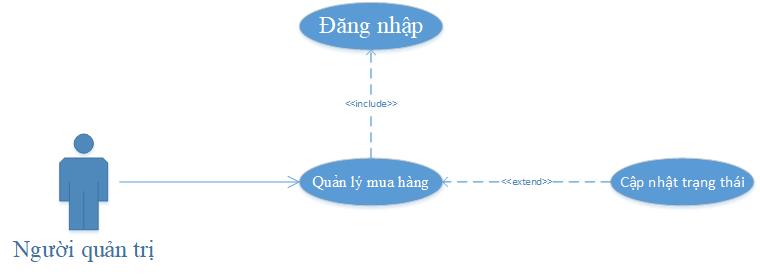 Đăng nhập
<<include>>
Quản lý mua hàng
<<extend>>
Cập nhật trạng thái
Người quản trị